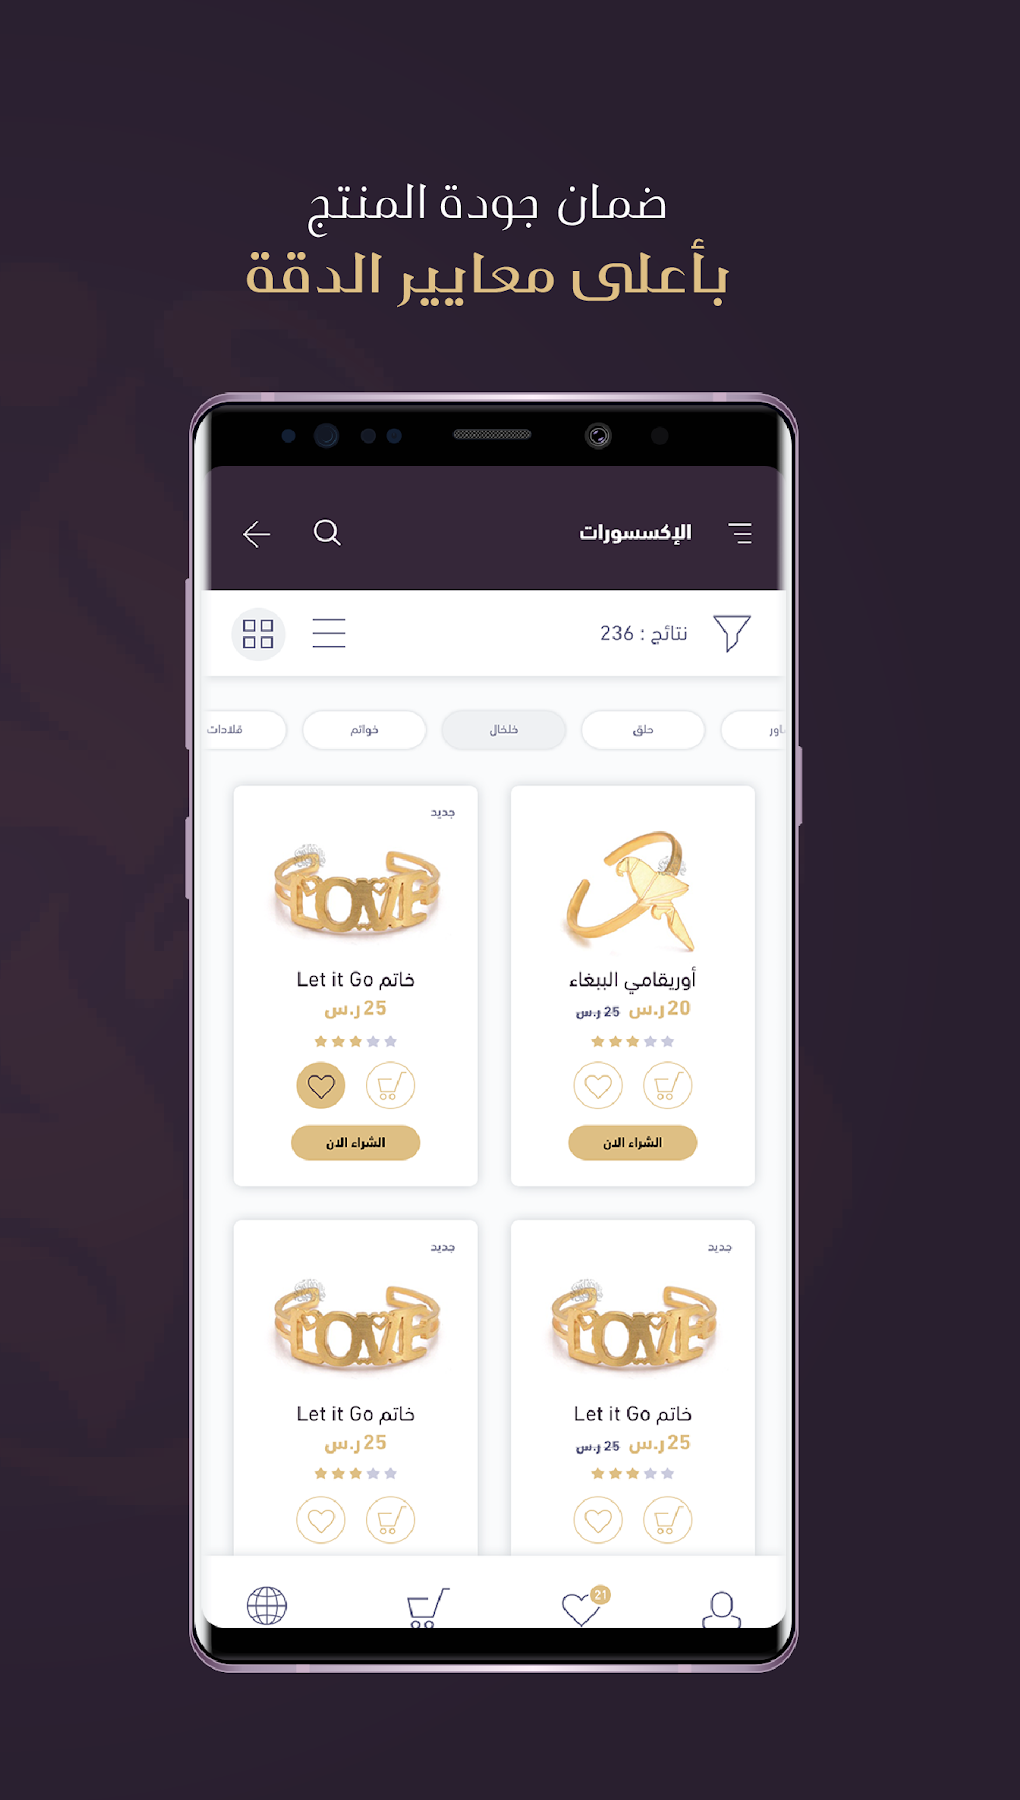 ضمان جودة المنتج
بأعلى معايير الدقة
الإكسسورات
نتائج : 236
حلق
خلخال
خواتم
قلادات
أوريقامي الببغاء
20 ر.س 25 ر.س
الشراء الان
جديد
خاتم Let it Go
25 ر.س
الشراء الان
جديد
خاتم Let it Go
25 ر.س 25 ر.س
جديد
خاتم Let it Go
25 ر.س
21